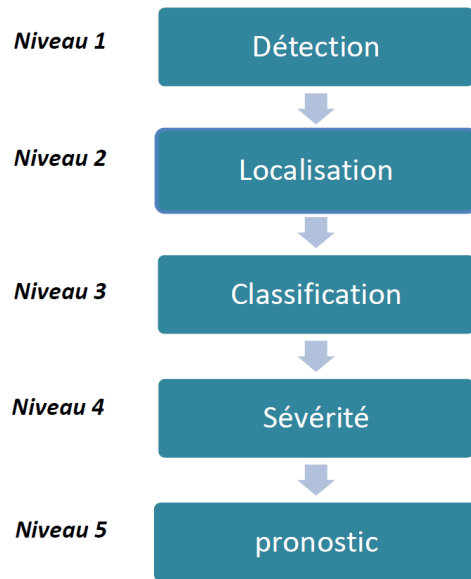 Niveau 1
Détection
Niveau 2
Localisation
Niveau 3
Classification
Niveau 4
Sévérité
Niveau 5
pronostic